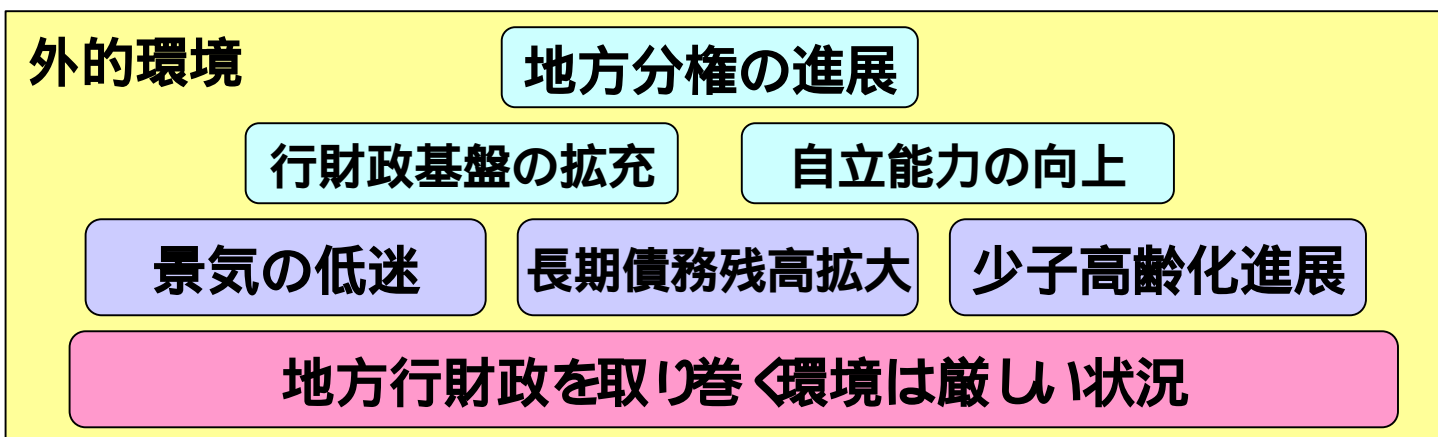 外的環境
地方分権の進展
行財政基盤の拡充
自立能力の向上
景気の低迷
長期債務残高拡大
少子高齢化進展
地方行財政を取り巻く環境は厳しい状況